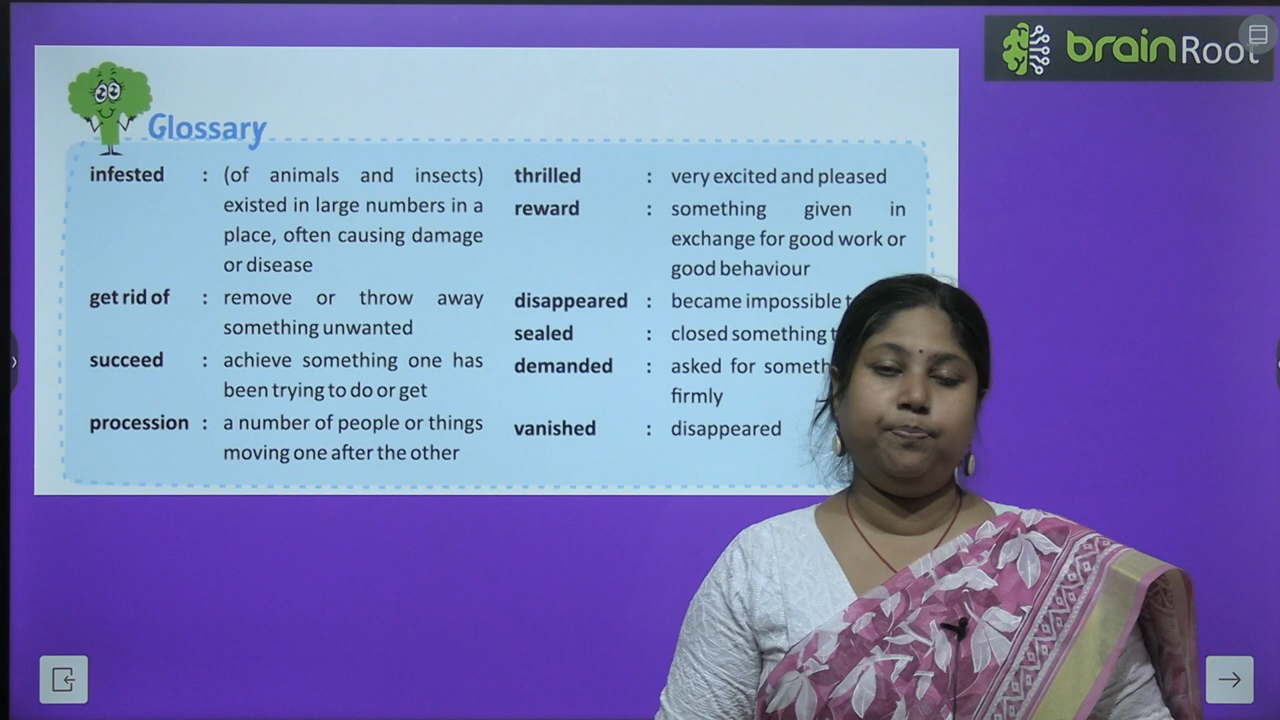 brainRoot
Glossary
infested : (of animals and insects)
existed in large numbers in a
place, often causing damage
or disease
get rid of : remove or throw away
something unwanted
succeed : achieve something one has
been trying to do or get
procession : a number of people or things
moving one after the other
thrilled : very excited and pleased
reward : something given in
exchange for good work or
good behaviour
disappeared : became impossible
sealed : closed something
demanded : asked for
firmly
vanished : disappeared